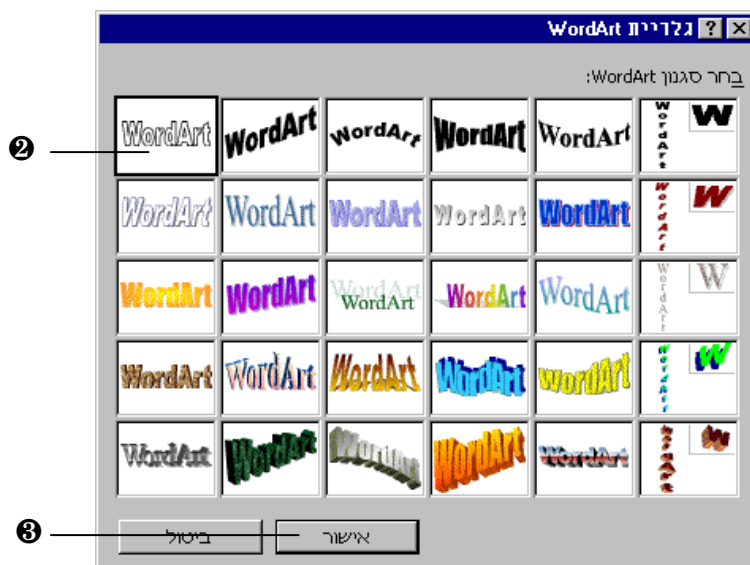 גלריית WordArt
בחר סגנון WordArt:
❷
WordArt WordArt WordArt WordArt WordArt WordArt W
WordArt WordArt WordArt WordArt WordArt WordArt W
WordArt WordArt WordArt WordArt WordArt WordArt WordArt W
WordArt WordArt WordArt WordArt WordArt WordArt W
WordArt WordArt WordArt WordArt WordArt WordArt W
❸
אישור
ביטול